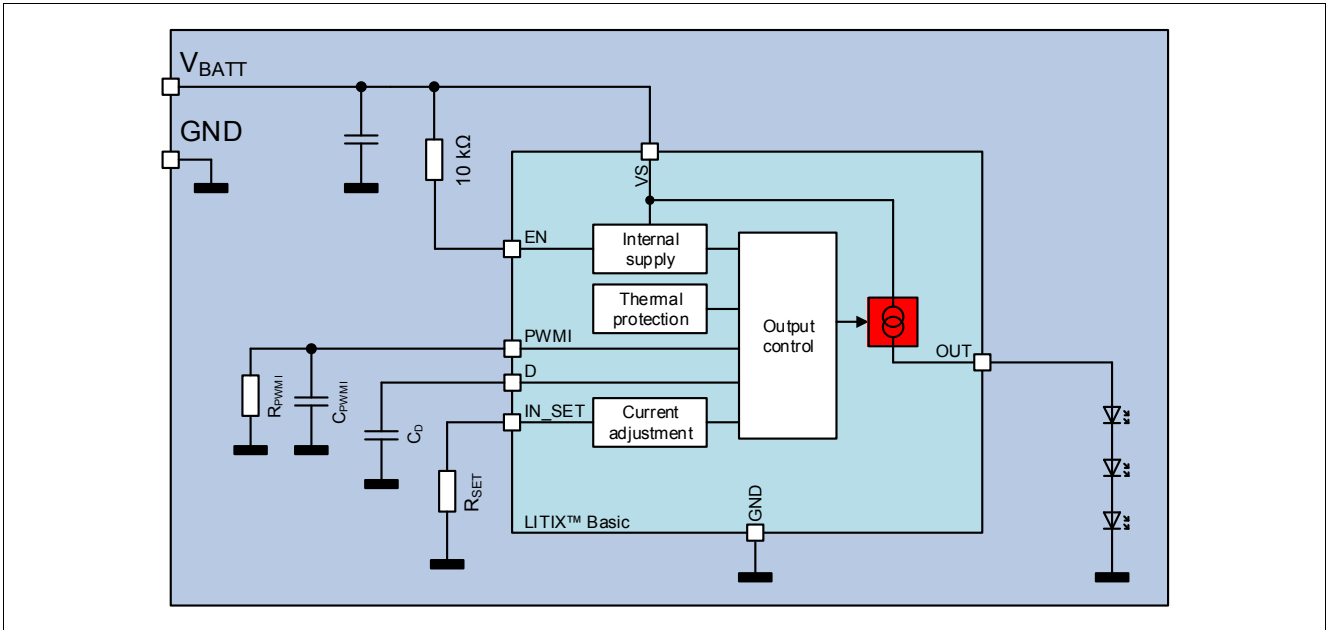 VBATT
GND
10 kΩ
VS
EN
Internal
supply
Thermal
protection
Output
control
PWMI
D
IN_SET
Current
adjustment
OUT
RPWMI
CPWMI
CD
RSET
GND
LITIX™ Basic